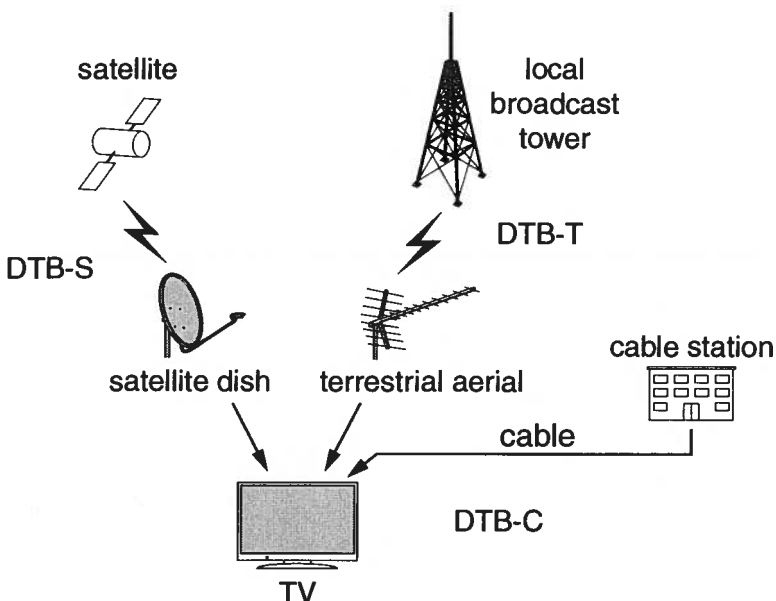 satellite
local
broadcast
tower
DTB-S
DTB-T
satellite dish
terrestrial aerial
cable station
cable
DTB-C
TV